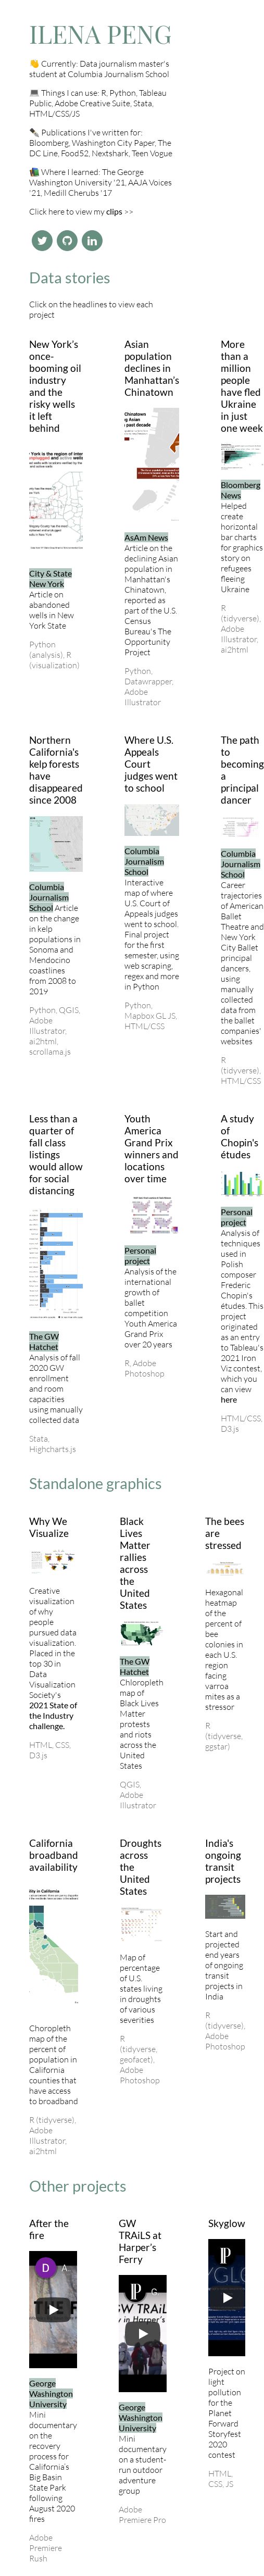 ILENA PENG
👋 Currently: Data journalism master's
student at Columbia Journalism School
💻 Things I can use: R, Python, Tableau
Public, Adobe Creative Suite, Stata,
HTML/CSS/JS
✒️ Publications I've written for:
Bloomberg, Washington City Paper, The
DC Line, Food52, Nextshark, Teen Vogue
📚 Where I learned: The George
Washington University '21, AAJA Voices
'21, Medill Cherubs '17
Click here to view my clips >>
Data stories
Click on the headlines to view each
project
New York's
once-
booming oil
industry
and the
risky wells
it left
behind
City & State
New York
Article on
abandoned
wells in New
York State
Python
(analysis), R
(visualization)
Asian
population
declines in
Manhattan's
Chinatown
AsAm News
Article on the
declining Asian
population in
Manhattan's
Chinatown,
reported as
part of the U.S.
Census
Bureau's The
Opportunity
Project
Python,
Datawrapper,
Adobe
Illustrator
More
than a
million
people
have fled
Ukraine
in just
one week
Bloomberg
News
Helped
create
horizontal
bar charts
for graphics
story on
refugees
fleeing
Ukraine
R
(tidyverse),
Adobe
Illustrator,
ai2html
Northern
California's
kelp forests
have
disappeared
since 2008
Columbia
Journalism
School Article
on the change
in kelp
populations in
Sonoma and
Mendocino
coastlines
from 2008 to
2019
Python, QGIS,
Adobe
Illustrator,
ai2html,
scrollama.js
Where U.S.
Appeals
Court
judges went
to school
Columbia
Journalism
School
Interactive
map of where
U.S. Court of
Appeals judges
went to school.
Final project
for the first
semester, using
web scraping,
regex and more
in Python
Python,
Mapbox GL JS,
HTML/CSS
The path
to
becoming
a
principal
dancer
Columbia
Journalism
School
Career
trajectories
of American
Ballet
Theatre and
New York
City Ballet
principal
dancers,
using
manually
collected
data from
the ballet
companies'
websites
R
(tidyverse),
HTML/CSS
Less than a
quarter of
fall class
listings
would allow
for social
distancing
The GW
Hatchet
Analysis of fall
2020 GW
enrollment
and room
capacities
using manually
collected data
Stata,
Highcharts.js
Youth
America
Grand Prix
winners and
locations
over time
Personal
project
Analysis of the
international
growth of
ballet
competition
Youth America
Grand Prix
over 20 years
R, Adobe
Photoshop
A study
of
Chopin's
études
Personal
project
Analysis of
techniques
used in
Polish
composer
Frederic
Chopin's
études. This
project
originated
as an entry
to Tableau's
2021 Iron
Viz contest,
which you
can view
here
HTML/CSS,
D3.js
Standalone graphics
Why We
Visualize
Creative
visualization
of why
people
pursued data
visualization.
Placed in the
top 30 in
Data
Visualization
Society's
2021 State of
the Industry
challenge.
HTML, CSS,
D3.js
Black
Lives
Matter
rallies
across
the
United
States
The GW
Hatchet
Chloropleth
map of
Black Lives
Matter
protests
and riots
across the
United
States
QGIS,
Adobe
Illustrator
The bees
are
stressed
Hexagonal
heatmap
of the
percent of
bee
colonies in
each U.S.
region
facing
varroa
mites as a
stressor
R
(tidyverse,
ggstar)
California
broadband
availability
Choropleth
map of the
percent of
population in
California
counties that
have access
to broadband
R (tidyverse),
Adobe
Illustrator,
ai2html
Droughts
across
the
United
States
Map of
percentage
of U.S.
states living
in droughts
of various
severities
R
(tidyverse,
geofacet),
Adobe
Photoshop
India's
ongoing
transit
projects
Start and
projected
end years
of ongoing
transit
projects in
India
R
(tidyverse),
Adobe
Photoshop
Other projects
After the
fire
George
Washington
University
Mini
documentary
on the
recovery
process for
California's
Big Basin
State Park
following
August 2020
fires
Adobe
Premiere
Rush
GW
TRAiLS at
Harper's
Ferry
George
Washington
University
Mini
documentary
on a student-
run outdoor
adventure
group
Adobe
Premiere Pro
Skyglow
Project on
light
pollution
for the
Planet
Forward
Storyfest
2020
contest
HTML,
CSS, JS